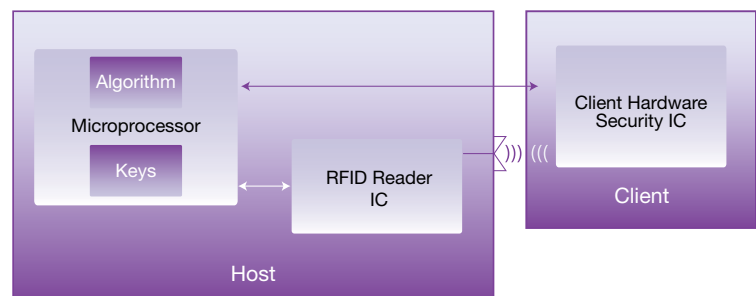 Algorithm
Microprocessor
Keys
RFID Reader
IC
Host
Client Hardware
Security IC
Client